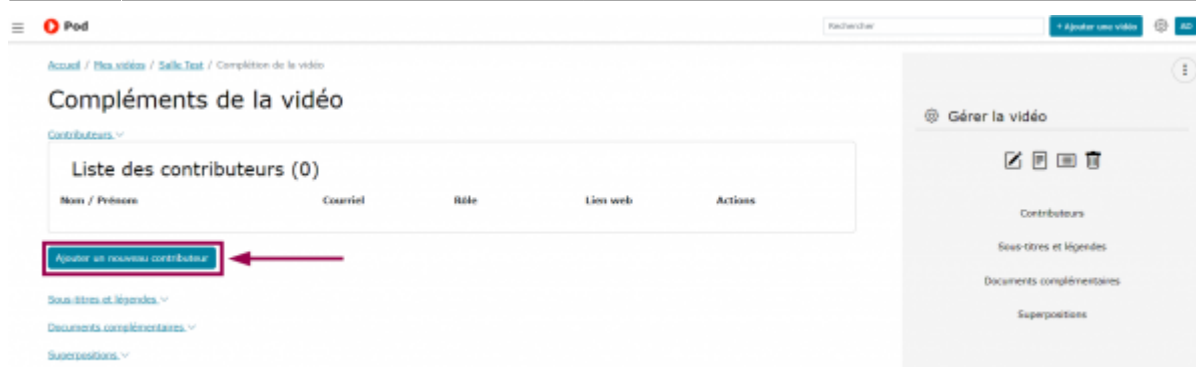 Pod
Rechercher
+ Ajouter une vidéo
AD
Accueil / Mes vidéos / Salle Test / Complétion de la vidéo
Compléments de la vidéo
Contributeurs
Liste des contributeurs (0)
Nom / Prénom Courriel Rôle Lien web Actions
Ajouter un nouveau contributeur
Sous-titres et légendes
Documents complémentaires
Superpositions
Gérer la vidéo
Contributeurs
Sous-titres et légendes
Documents complémentaires
Superpositions